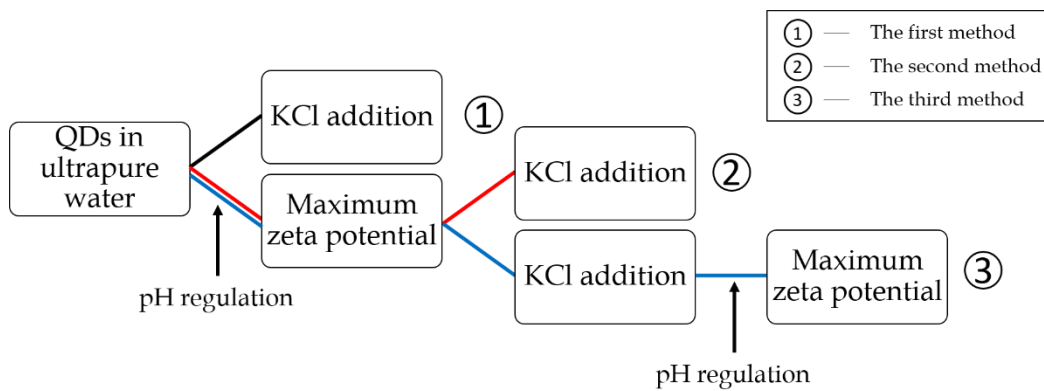 ① — The first method
② — The second method
③ — The third method
QDs in
ultrapure
water
KCl addition
①
Maximum
zeta potential
pH regulation
KCl addition
②
KCl addition
Maximum
zeta potential
③
pH regulation